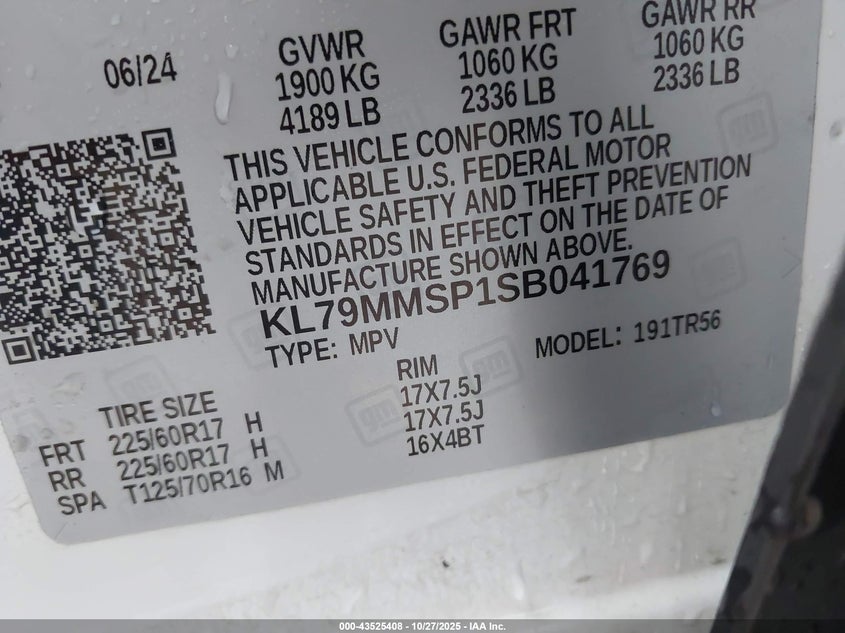 06/24
GVWR
1900 KG
4189 LB
GAWR FRT
1060 KG
2336 LB
GAWR RR
1060 KG
2336 LB
THIS VEHICLE CONFORMS TO ALL
APPLICABLE U.S. FEDERAL MOTOR
VEHICLE SAFETY AND THEFT PREVENTION
STANDARDS IN EFFECT ON THE DATE OF
MANUFACTURE SHOWN ABOVE.
KL79MMSP1SB041769
TYPE: MPV
MODEL: 191TR56
TIRE SIZE
RIM
FRT 225/60R17 H 17X7.5J
RR 225/60R17 H 17X7.5J
SPA T125/70R16 M 16X4BT
gm
gm
gm
000-43525408 - 10/27/2025 - IAA Inc.